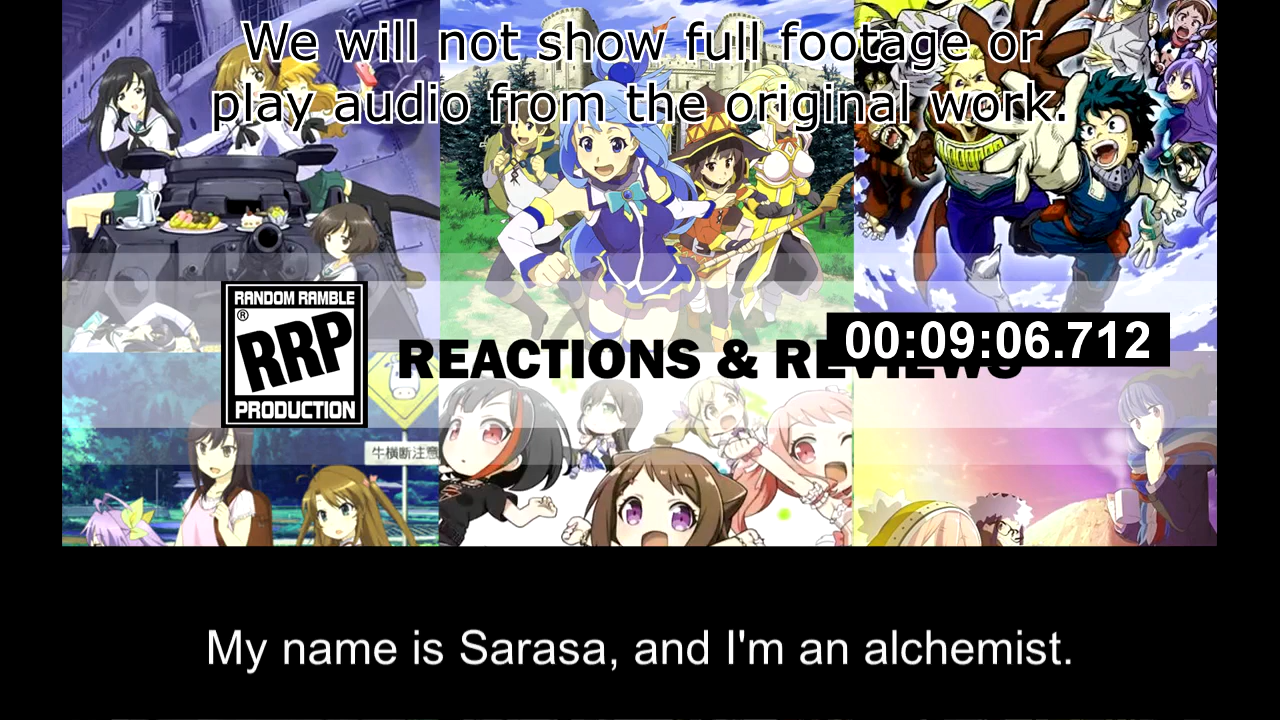 We will not show full footage or
play audio from the original work.
RANDOM RAMBLE
®
RRP
PRODUCTION
REACTIONS & REVIEWS
00:09:06.712
牛横断注意
My name is Sarasa, and I'm an alchemist.